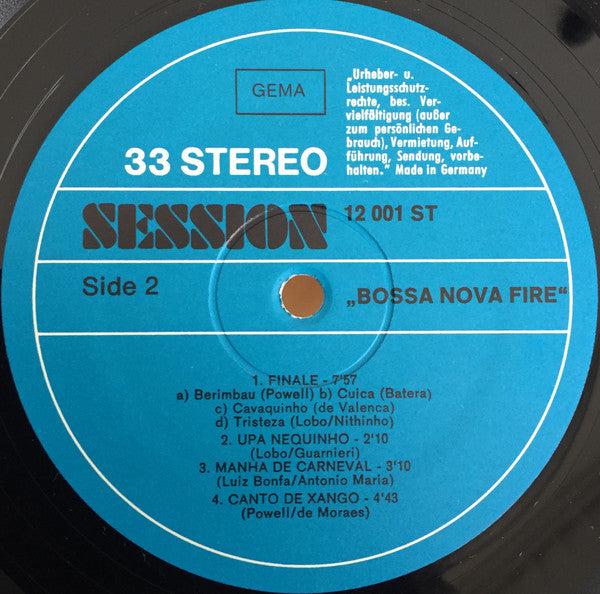 GEMA
„Urheber- u.
Leistungsschutz-
rechte, bes. Ver-
vielfältigung (außer
zum persönlichen Ge-
brauch), Vermietung, Auf-
führung, Sendung, vorbe-
halten.“ Made in Germany
33 STEREO
SESSION
12 001 ST
Side 2
„BOSSA NOVA FIRE“
1. FINALE - 7'57
a) Berimbau (Powell) b) Cuica (Batera)
c) Cavaquinho (de Valenca)
d) Tristeza (Lobo/Nithinho)
2. UPA NEQUINHO - 2'10
(Lobo/Guarnieri)
3. MANHA DE CARNEVAL - 3'10
(Luiz Bonfa/Antonio Maria)
4. CANTO DE XANGO - 4'43
(Powell/de Moraes)